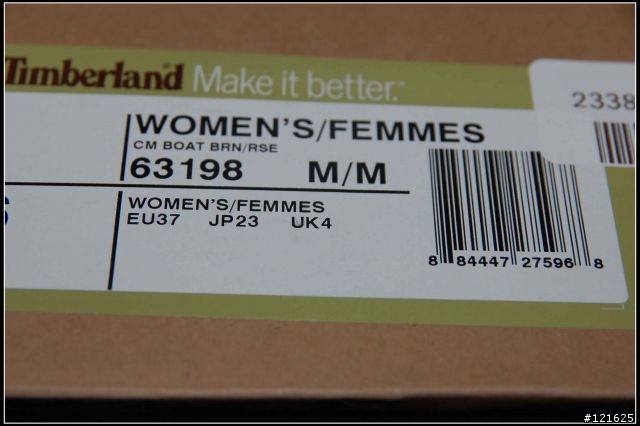 Timberland Make it better.™
2338
WOMEN'S/FEMMES
CM BOAT BRN/RSE
63198 M/M
WOMEN'S/FEMMES
EU37 JP23 UK4
8 84447 27596 8
#121625